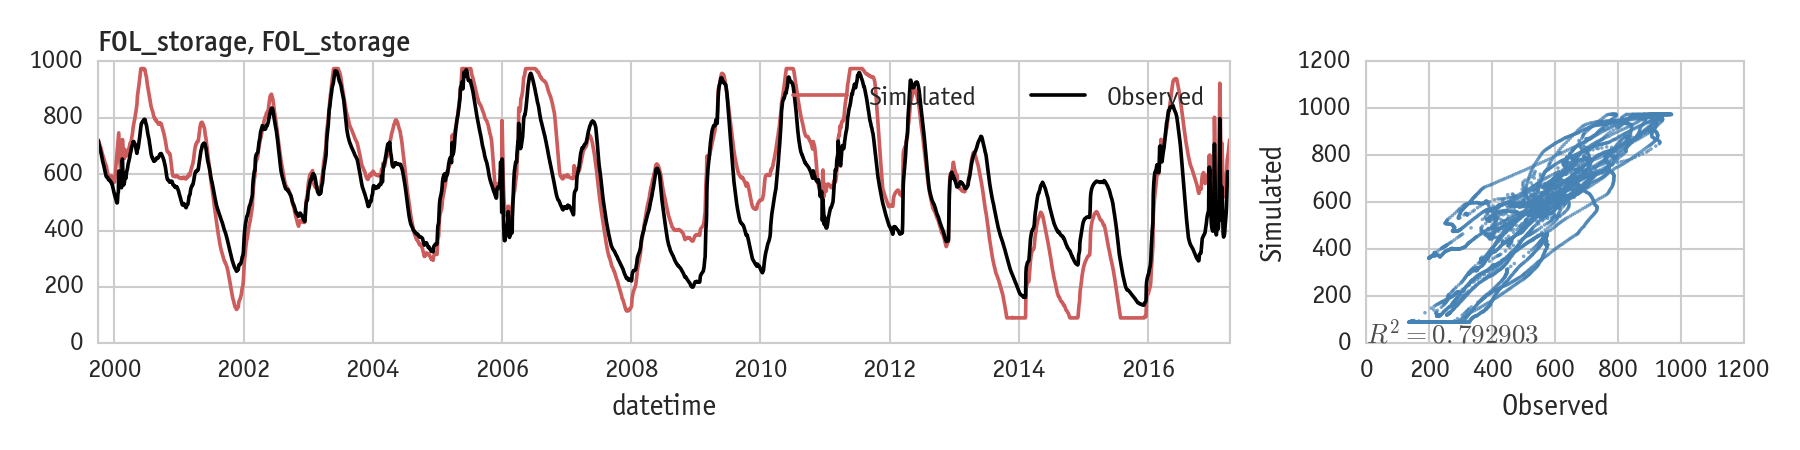 FOL_storage, FOL_storage
1000
800
600
400
200
0
2000 2002 2004 2006 2008 2010 2012 2014 2016
datetime
Simulated Observed
1200
1000
800
600
400
200
0
Simulated
R² = 0.792903
0 200 400 600 800 1000 1200
Observed